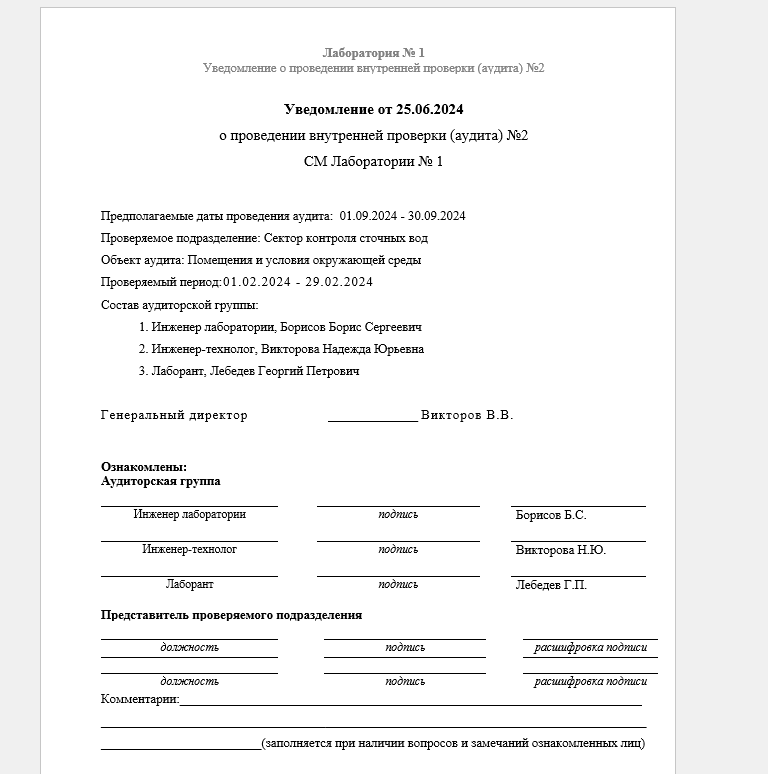 Лаборатория № 1
Уведомление о проведении внутренней проверки (аудита) №2
Уведомление от 25.06.2024
о проведении внутренней проверки (аудита) №2
СМ Лаборатории № 1
Предполагаемые даты проведения аудита: 01.09.2024 - 30.09.2024
Проверяемое подразделение: Сектор контроля сточных вод
Объект аудита: Помещения и условия окружающей среды
Проверяемый период:01.02.2024 - 29.02.2024
Состав аудиторской группы:
1. Инженер лаборатории, Борисов Борис Сергеевич
2. Инженер-технолог, Викторова Надежда Юрьевна
3. Лаборант, Лебедев Георгий Петрович
Генеральный директор ______________ Викторов В.В.
Ознакомлены:
Аудиторская группа
Инженер лаборатории подпись Борисов Б.С.
Инженер-технолог подпись Викторова Н.Ю.
Лаборант подпись Лебедев Г.П.
Представитель проверяемого подразделения
должность подпись расшифровка подписи
должность подпись расшифровка подписи
Комментарии:
(заполняется при наличии вопросов и замечаний ознакомленных лиц)